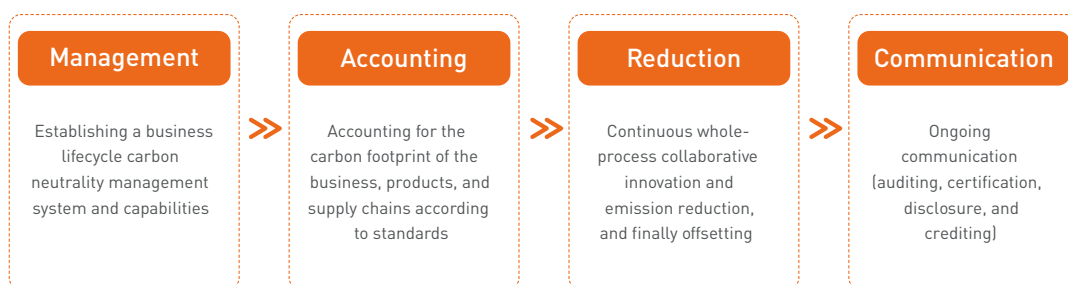 Management
Establishing a business
lifecycle carbon
neutrality management
system and capabilities
Accounting
Accounting for the
carbon footprint of the
business, products, and
supply chains according
to standards
Reduction
Continuous whole-
process collaborative
innovation and
emission reduction,
and finally offsetting
Communication
Ongoing
communication
(auditing, certification,
disclosure, and
crediting)